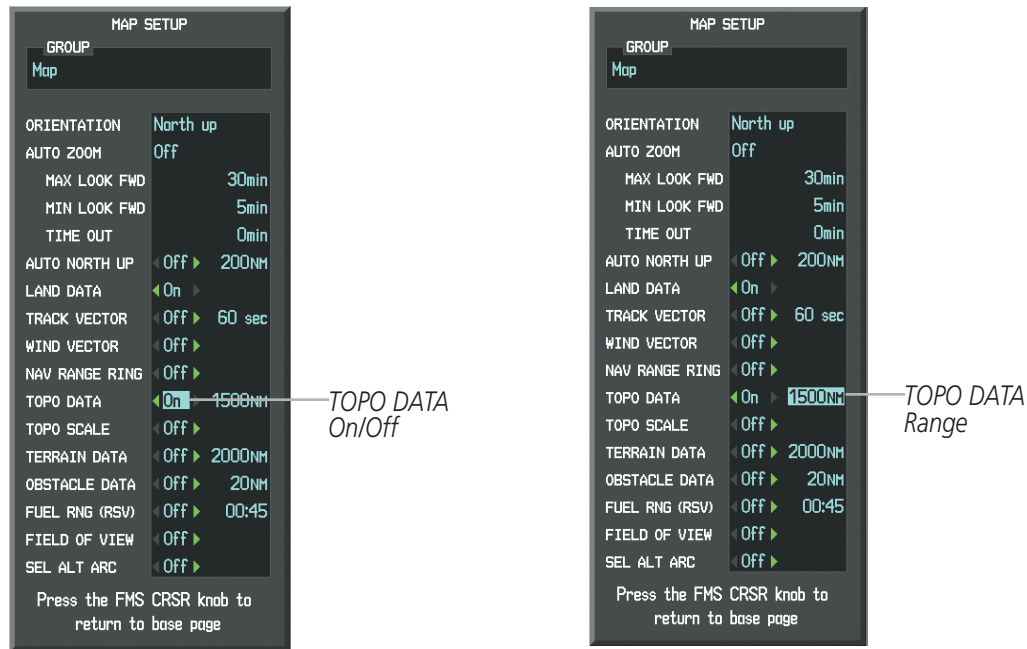 MAP SETUP
GROUP
Map
ORIENTATION North up
AUTO ZOOM Off
MAX LOOK FWD 30min
MIN LOOK FWD 5min
TIME OUT 0min
AUTO NORTH UP Off 200NM
LAND DATA On
TRACK VECTOR Off 60 sec
WIND VECTOR Off
NAV RANGE RING Off
TOPO DATA On 1500NM
TOPO SCALE Off
TERRAIN DATA Off 2000NM
OBSTACLE DATA Off 20NM
FUEL RNG (RSV) Off 00:45
FIELD OF VIEW Off
SEL ALT ARC Off
Press the FMS CRSR knob to
return to base page
TOPO DATA
On/Off
MAP SETUP
GROUP
Map
ORIENTATION North up
AUTO ZOOM Off
MAX LOOK FWD 30min
MIN LOOK FWD 5min
TIME OUT 0min
AUTO NORTH UP Off 200NM
LAND DATA On
TRACK VECTOR Off 60 sec
WIND VECTOR Off
NAV RANGE RING Off
TOPO DATA On 1500NM
TOPO SCALE Off
TERRAIN DATA Off 2000NM
OBSTACLE DATA Off 20NM
FUEL RNG (RSV) Off 00:45
FIELD OF VIEW Off
SEL ALT ARC Off
Press the FMS CRSR knob to
return to base page
TOPO DATA
Range